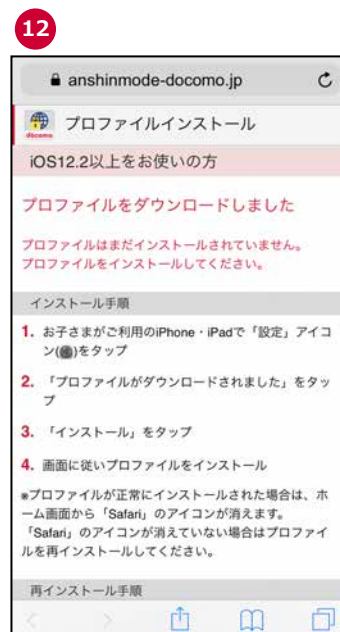 12
anshinmode-docomo.jp
docomo
プロファイルインストール
iOS12.2以上をお使いの方
プロファイルをダウンロードしました
プロファイルはまだインストールされていません。
プロファイルをインストールしてください。
インストール手順
1. お子さまがご利用のiPhone・iPadで「設定」アイコ
ン( )をタップ
2. 「プロファイルがダウンロードされました」をタッ
プ
3. 「インストール」をタップ
4. 画面に従いプロファイルをインストール
※プロファイルが正常にインストールされた場合は、ホ
ーム画面から「Safari」のアイコンが消えます。
「Safari」のアイコンが消えていない場合はプロファイ
ルを再インストールしてください。
再インストール手順